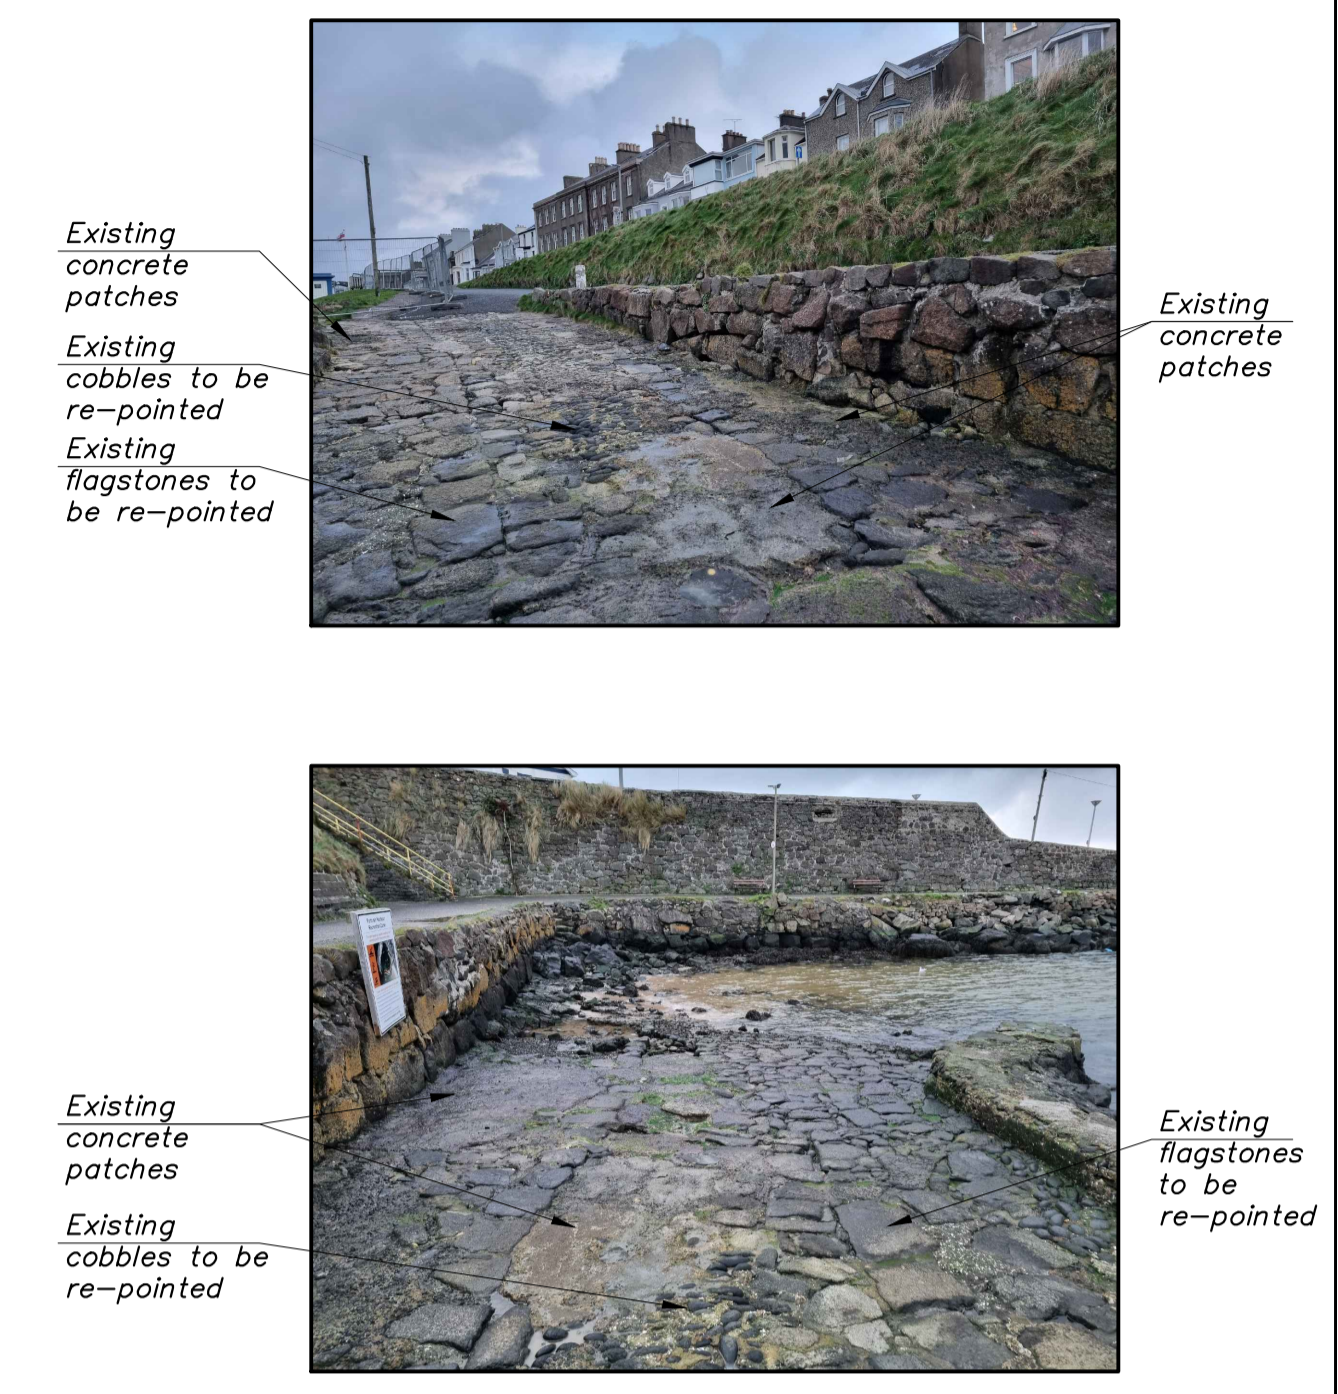 Existing
concrete
patches
Existing
cobbles to be
re-pointed
Existing
flagstones to
be re-pointed
Existing
concrete
patches
Existing
concrete
patches
Existing
cobbles to be
re-pointed
Existing
flagstones
to be
re-pointed